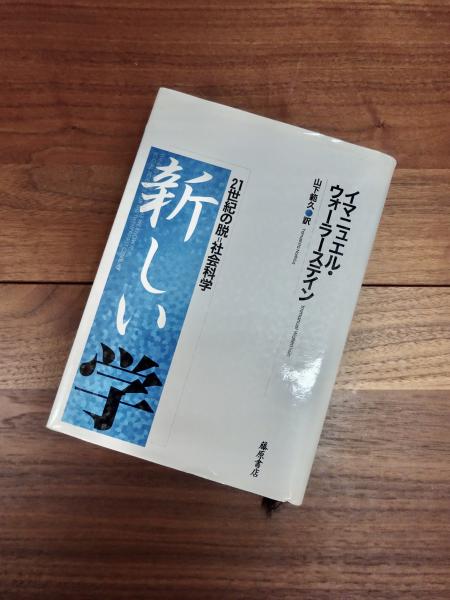 イマニュエル・
ウォーラーステイン
山下範久●訳
21世紀の脱=社会科学
新しい学
藤原書店